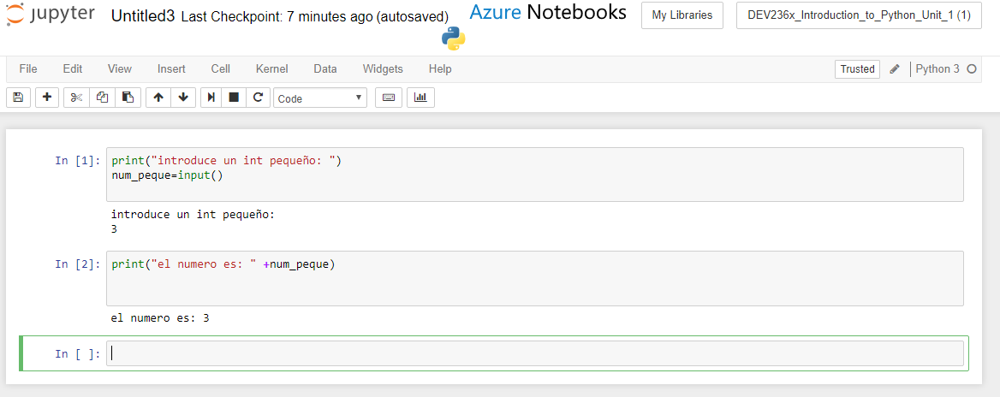 jupyter Untitled3 Last Checkpoint: 7 minutes ago (autosaved) Azure Notebooks My Libraries DEV236x_Introduction_to_Python_Unit_1 (1)
File Edit View Insert Cell Kernel Data Widgets Help Trusted Python 3
Code
In [1]: print("introduce un int pequeño: ")
num_peque=input()
introduce un int pequeño:
3
In [2]: print("el numero es: " +num_peque)
el numero es: 3
In [ ]: